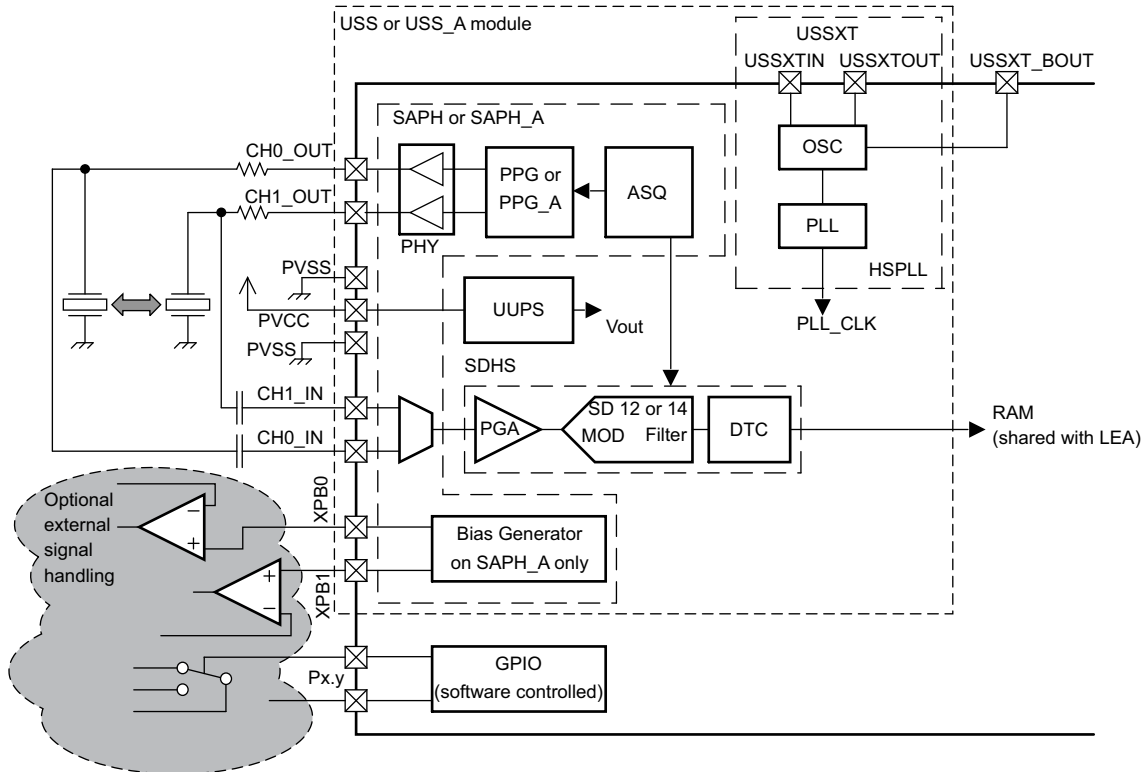 USS or USS_A module
USSXT
USSXTIN
USSXTOUT
USSXT_BOUT
SAPH or SAPH_A
CH0_OUT
CH1_OUT
PHY
PPG or
PPG_A
ASQ
OSC
PLL
HSPLL
PLL_CLK
PVSS
PVCC
PVSS
UUPS
Vout
SDHS
CH1_IN
CH0_IN
PGA
SD 12 or 14
MOD Filter
DTC
RAM
(shared with LEA)
Optional
external
signal
handling
−
+
+
−
XPB0
XPB1
Bias Generator
on SAPH_A only
Px.y
GPIO
(software controlled)